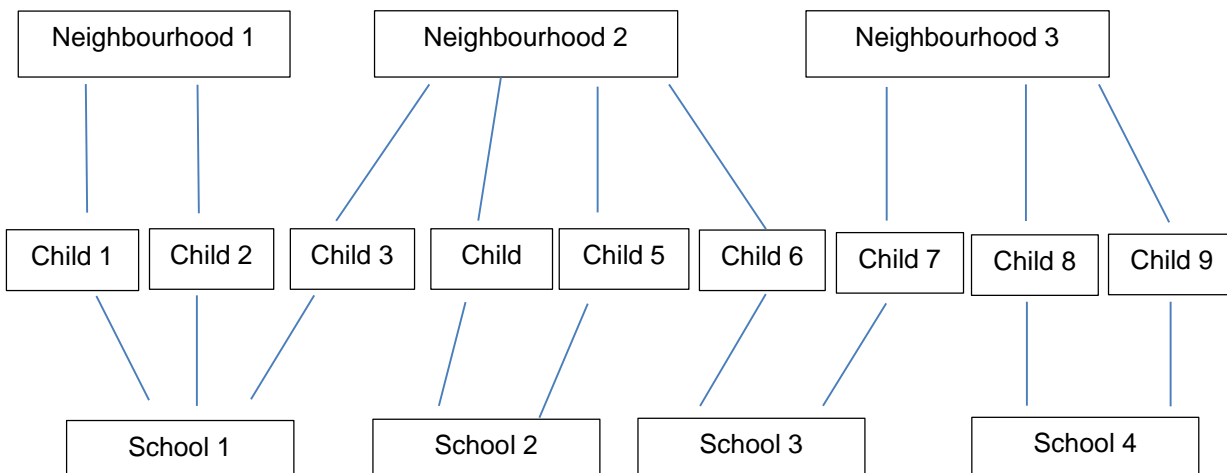 Neighbourhood 1
Neighbourhood 2
Neighbourhood 3
Child 1
Child 2
Child 3
Child
Child 5
Child 6
Child 7
Child 8
Child 9
School 1
School 2
School 3
School 4